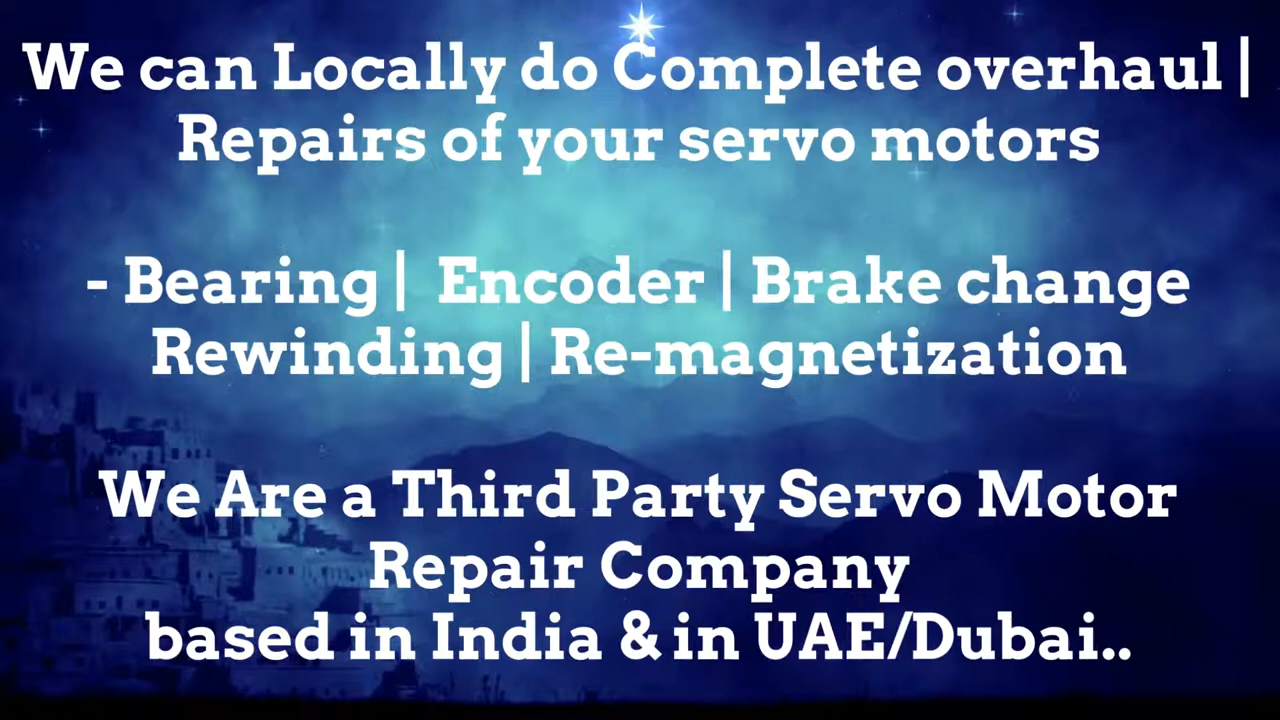 We can Locally do Complete overhaul |
Repairs of your servo motors
- Bearing | Encoder | Brake change
Rewinding | Re-magnetization
We Are a Third Party Servo Motor
Repair Company
based in India & in UAE/Dubai..